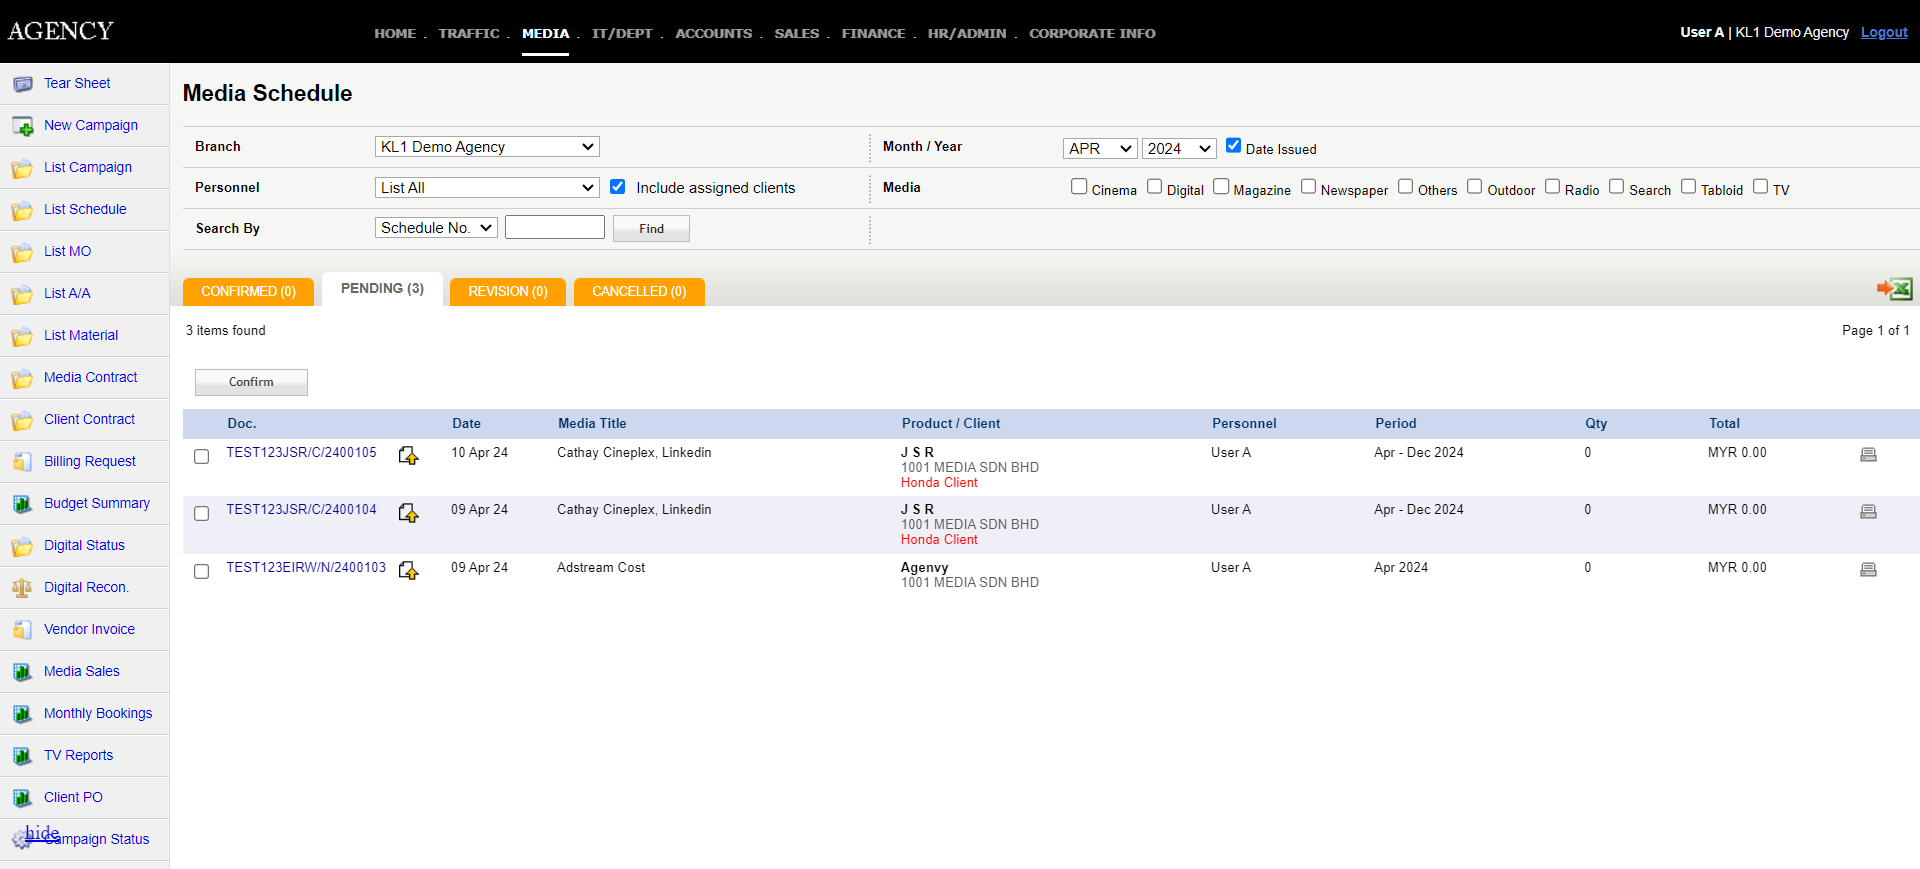 AGENCY
HOME . TRAFFIC . MEDIA . IT/DEPT . ACCOUNTS . SALES . FINANCE . HR/ADMIN . CORPORATE INFO
User A | KL1 Demo Agency Logout
Tear Sheet
New Campaign
List Campaign
List Schedule
List MO
List A/A
List Material
Media Contract
Client Contract
Billing Request
Budget Summary
Digital Status
Digital Recon.
Vendor Invoice
Media Sales
Monthly Bookings
TV Reports
Client PO
hide
Campaign Status
Media Schedule
Branch KL1 Demo Agency Month / Year APR 2024 Date Issued
Personnel List All Include assigned clients Media Cinema Digital Magazine Newspaper Others Outdoor Radio Search Tabloid TV
Search By Schedule No. Find
CONFIRMED (0) PENDING (3) REVISION (0) CANCELLED (0)
3 items found Page 1 of 1
Confirm
Doc. Date Media Title Product / Client Personnel Period Qty Total
TEST123JSR/C/2400105 10 Apr 24 Cathay Cineplex, Linkedin J S R User A Apr - Dec 2024 0 MYR 0.00
1001 MEDIA SDN BHD
Honda Client
TEST123JSR/C/2400104 09 Apr 24 Cathay Cineplex, Linkedin J S R User A Apr - Dec 2024 0 MYR 0.00
1001 MEDIA SDN BHD
Honda Client
TEST123EIRW/N/2400103 09 Apr 24 Adstream Cost Agenvy User A Apr 2024 0 MYR 0.00
1001 MEDIA SDN BHD